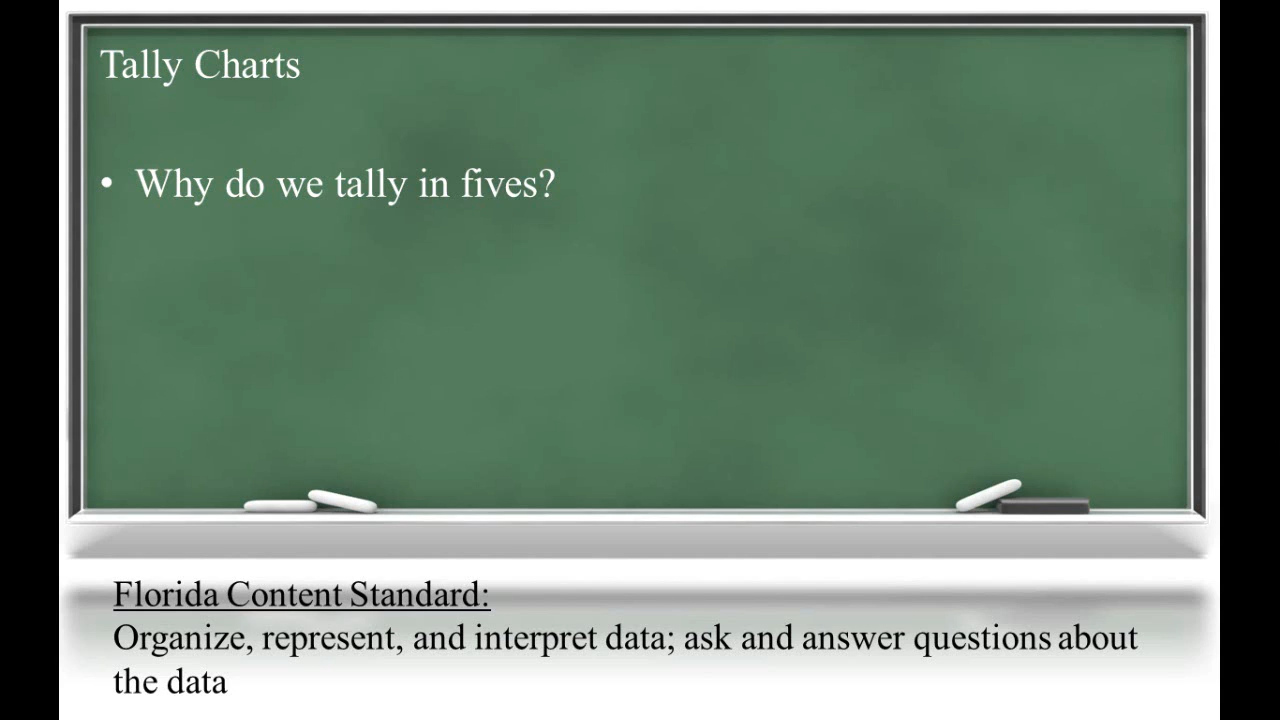 Tally Charts
• Why do we tally in fives?
Florida Content Standard:
Organize, represent, and interpret data; ask and answer questions about
the data